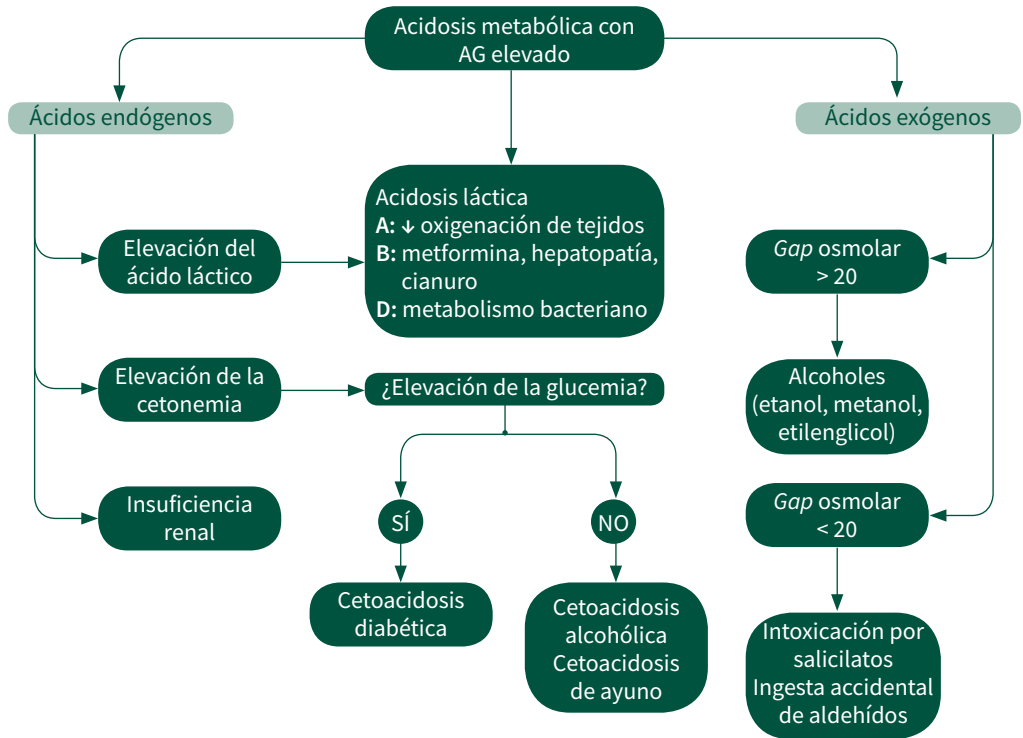 Acidosis metabólica con
AG elevado
Ácidos endógenos
Ácidos exógenos
Acidosis láctica
A: ↓ oxigenación de tejidos
B: metformina, hepatopatía,
cianuro
D: metabolismo bacteriano
Elevación del
ácido láctico
Gap osmolar
> 20
Elevación de la
cetonemia
¿Elevación de la glucemia?
Alcoholes
(etanol, metanol,
etilenglicol)
Insuficiencia
renal
SÍ
NO
Gap osmolar
< 20
Cetoacidosis
diabética
Cetoacidosis
alcohólica
Cetoacidosis
de ayuno
Intoxicación por
salicilatos
Ingesta accidental
de aldehídos